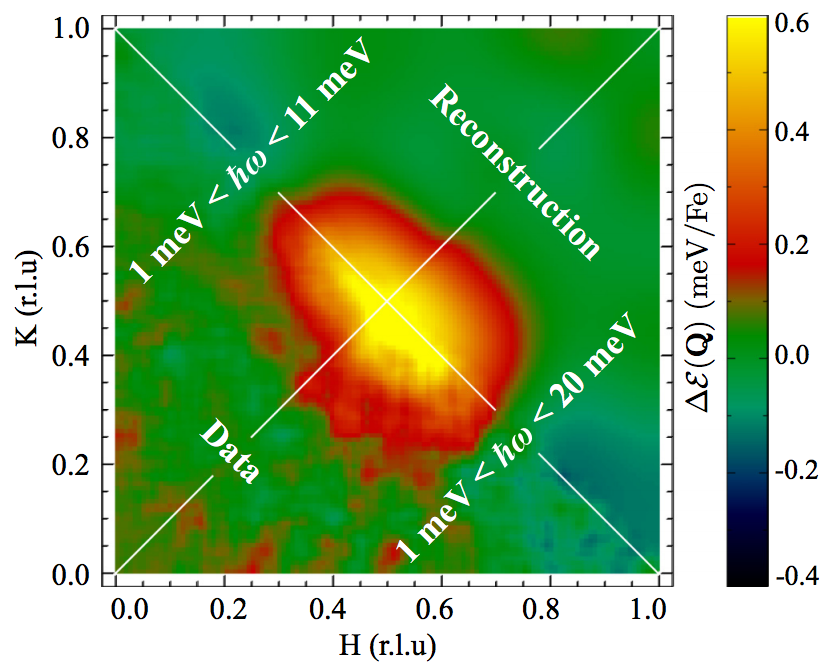 1.0
0.8
0.6
0.4
0.2
0.0
K (r.l.u)
0.0 0.2 0.4 0.6 0.8 1.0
H (r.l.u)
1 meV < ħω < 11 meV
Reconstruction
Data
1 meV < ħω < 20 meV
0.6
0.4
0.2
0.0
-0.2
-0.4
Δℰ(Q) (meV/Fe)